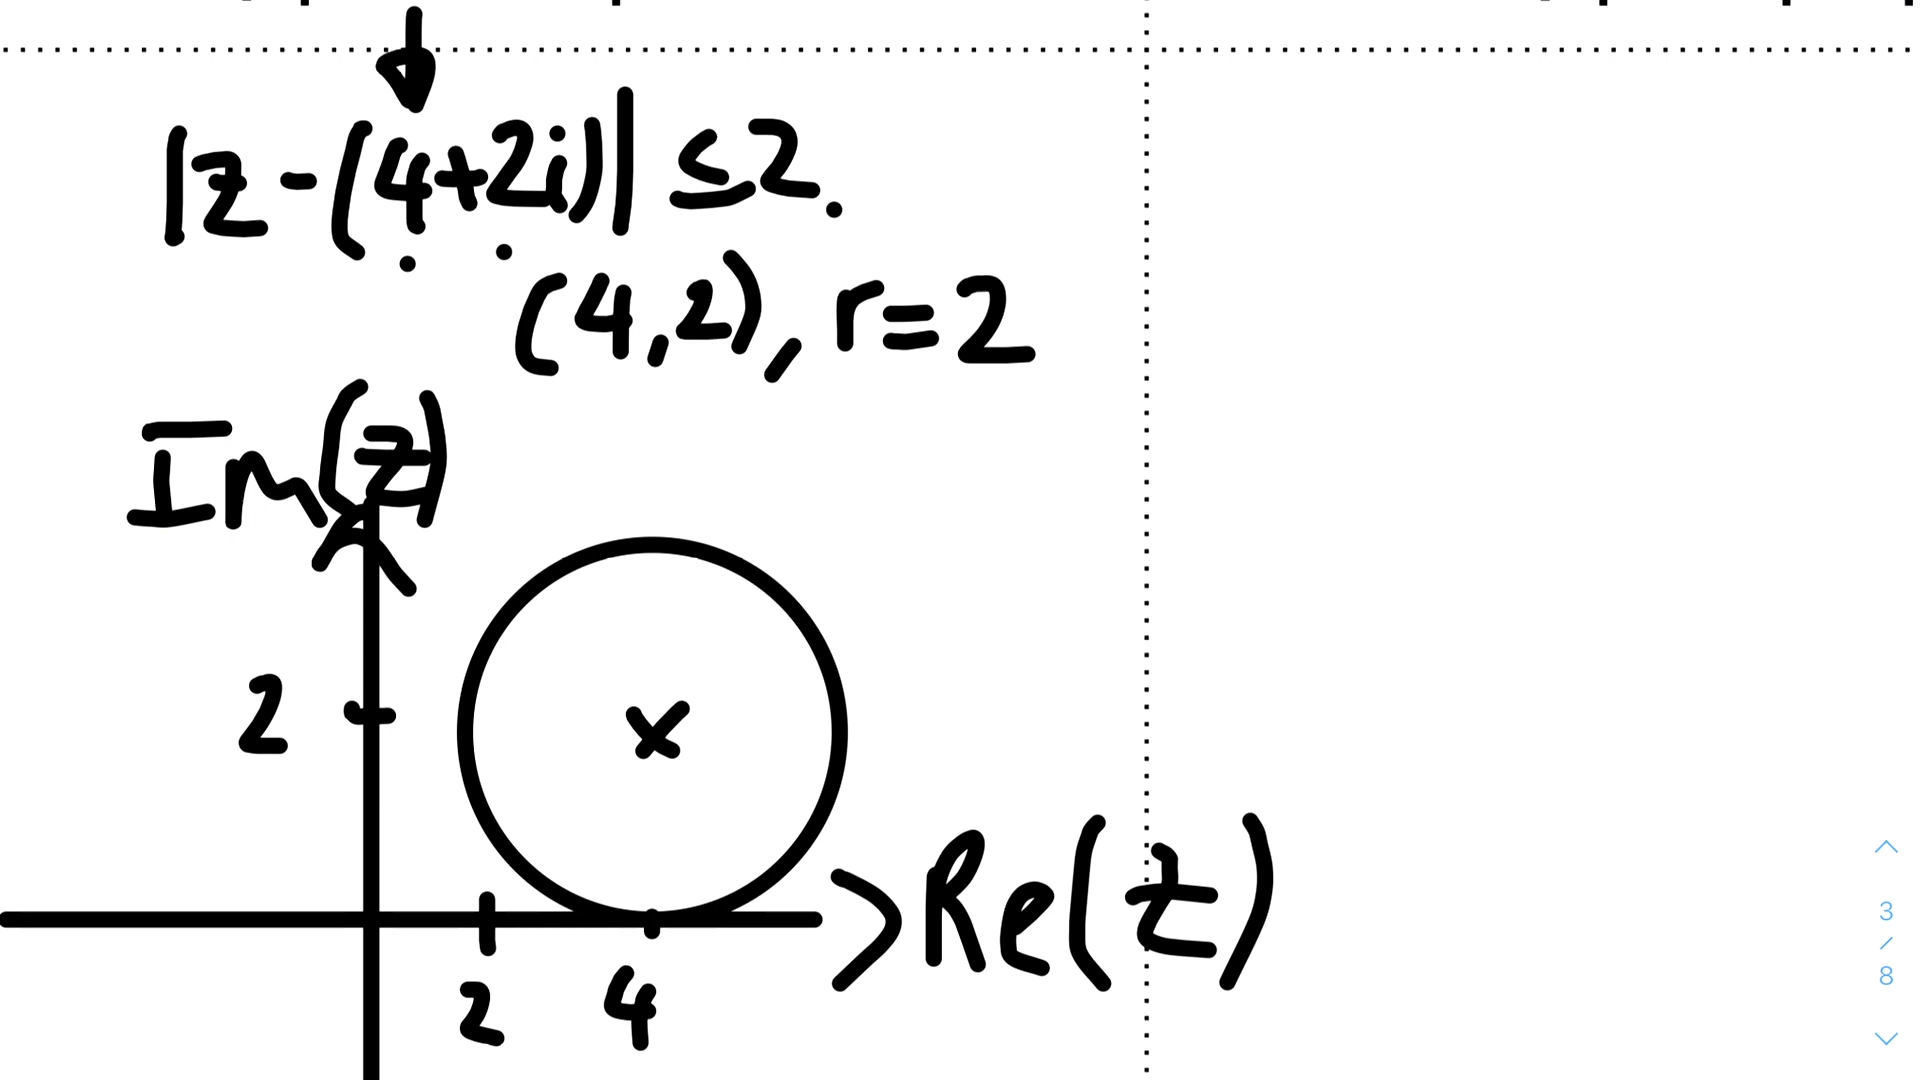 |z-(4+2i)| ≤2.
(4,2), r=2
Im(z)
2
Re(z)
2 4
3
/
8